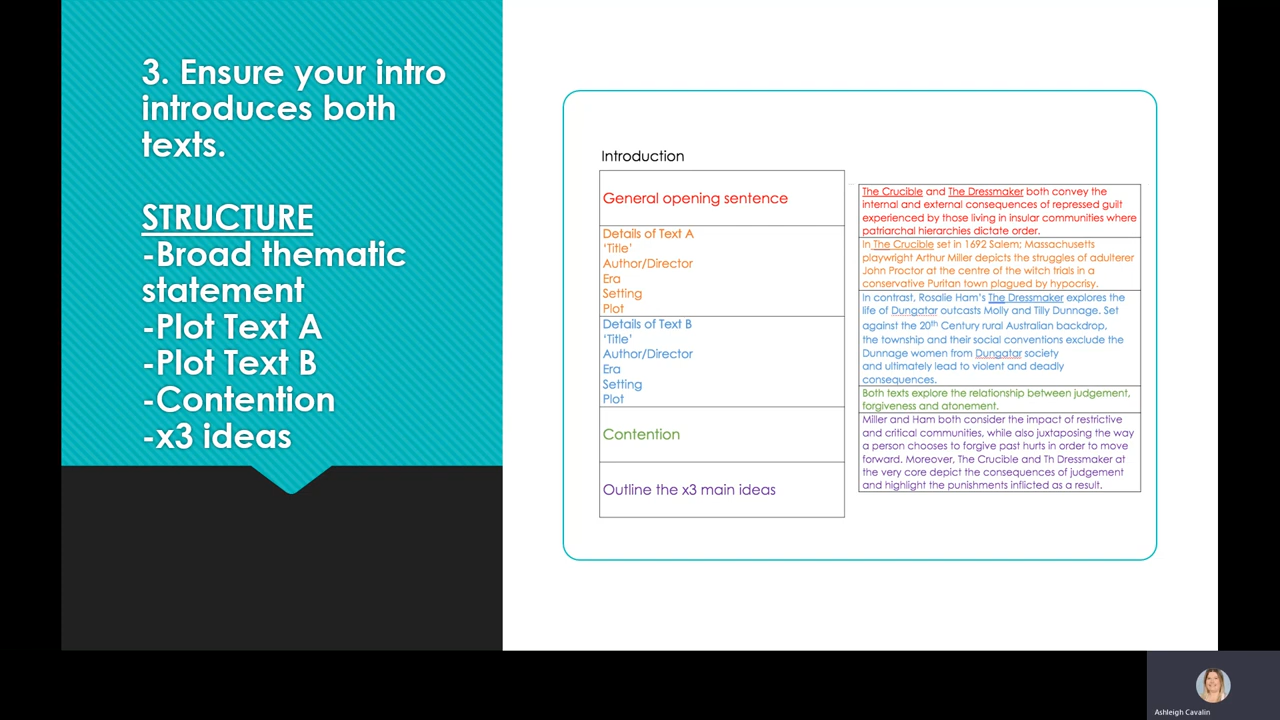 3. Ensure your intro
introduces both
texts.
STRUCTURE
-Broad thematic
statement
-Plot Text A
-Plot Text B
-Contention
-x3 ideas
Introduction
General opening sentence
Details of Text A
‘Title’
Author/Director
Era
Setting
Plot
Details of Text B
‘Title’
Author/Director
Era
Setting
Plot
Contention
Outline the x3 main ideas
The Crucible and The Dressmaker both convey the
internal and external consequences of repressed guilt
experienced by those living in insular communities where
patriarchal hierarchies dictate order.
In The Crucible set in 1692 Salem; Massachusetts
playwright Arthur Miller depicts the struggles of adulterer
John Proctor at the centre of the witch trials in a
conservative Puritan town plagued by hypocrisy.
In contrast, Rosalie Ham’s The Dressmaker explores the
life of Dungatar outcasts Molly and Tilly Dunnage. Set
against the 20th Century rural Australian backdrop,
the township and their social conventions exclude the
Dunnage women from Dungatar society
and ultimately lead to violent and deadly
consequences.
Both texts explore the relationship between judgement,
forgiveness and atonement.
Miller and Ham both consider the impact of restrictive
and critical communities, while also juxtaposing the way
a person chooses to forgive past hurts in order to move
forward. Moreover, The Crucible and Th Dressmaker at
the very core depict the consequences of judgement
and highlight the punishments inflicted as a result.
Ashleigh Cavalin